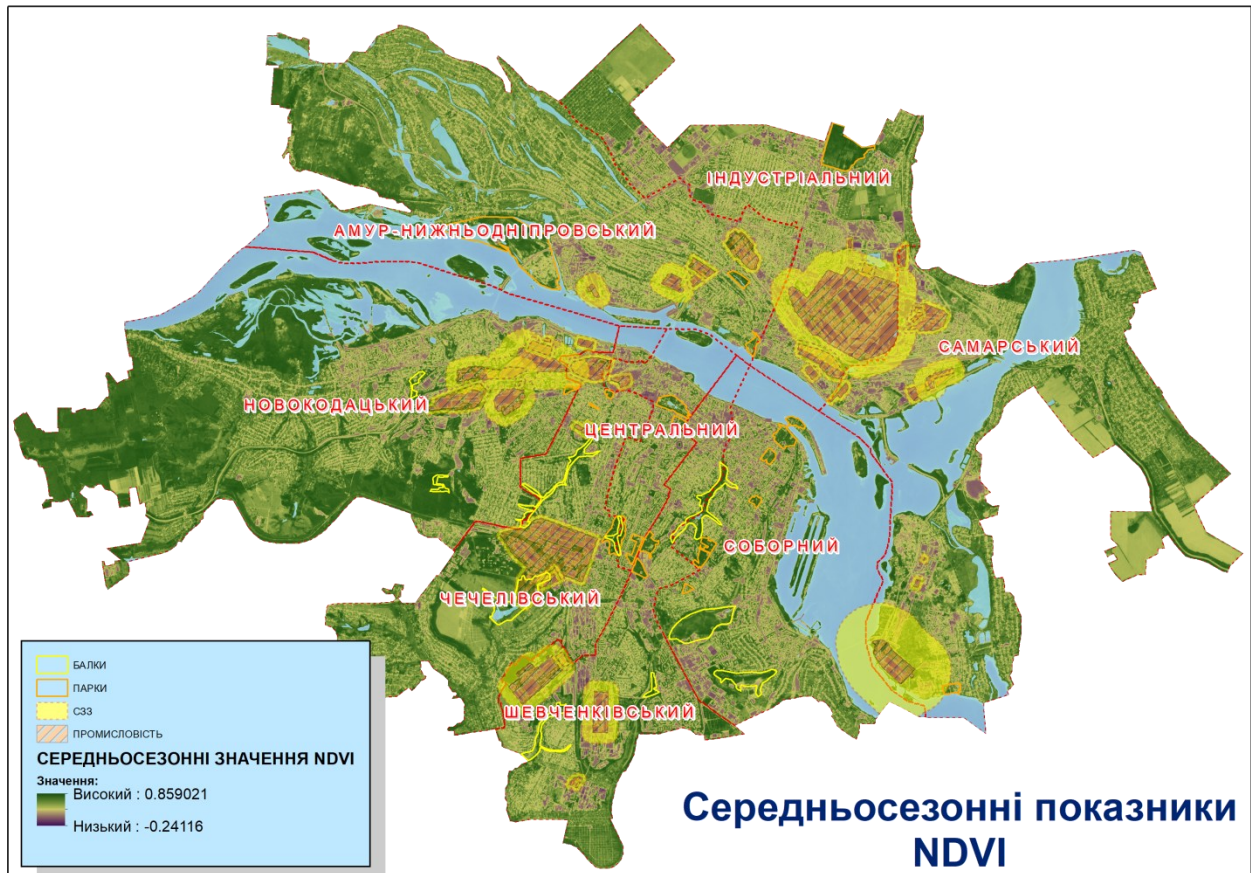 ІНДУСТРІАЛЬНИЙ
АМУР-НИЖНЬОДНІПРОВСЬКИЙ
САМАРСЬКИЙ
НОВОКОДАЦЬКИЙ
ЦЕНТРАЛЬНИЙ
СОБОРНИЙ
ЧЕЧЕЛІВСЬКИЙ
ШЕВЧЕНКІВСЬКИЙ
БАЛКИ
ПАРКИ
СЗЗ
ПРОМИСЛОВІСТЬ
СЕРЕДНЬОСЕЗОННІ ЗНАЧЕННЯ NDVI
Значення:
Високий : 0.859021
Низький : -0.24116
Середньосезонні показники
NDVI